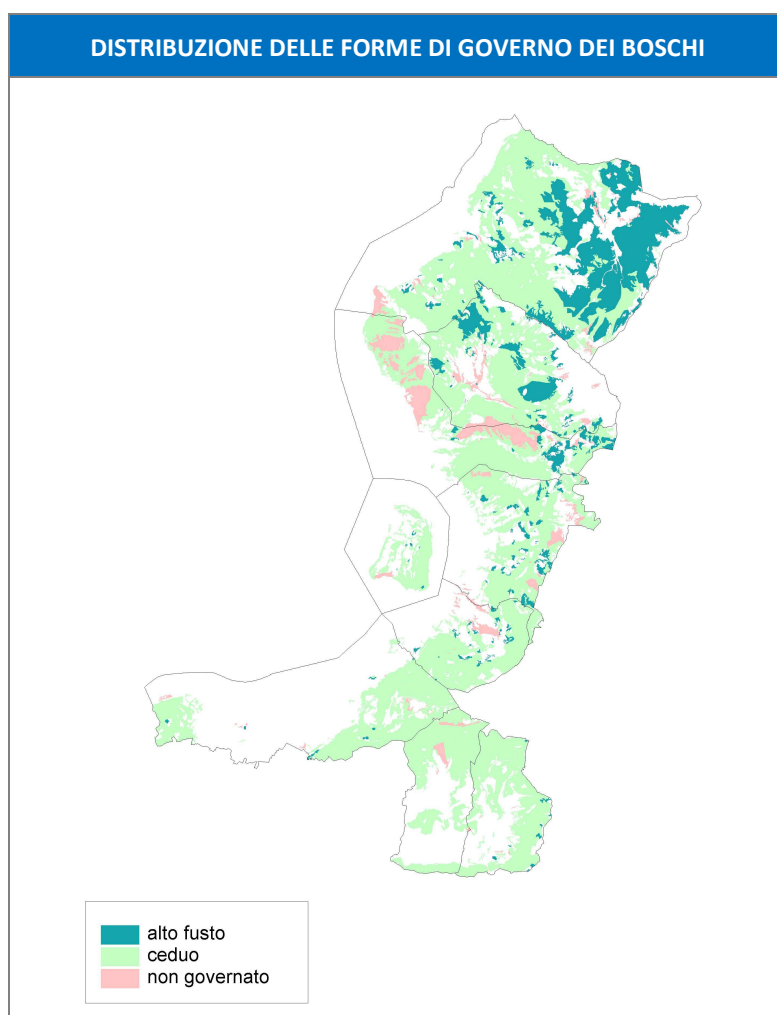 DISTRIBUZIONE DELLE FORME DI GOVERNO DEI BOSCHI
alto fusto
ceduo
non governato